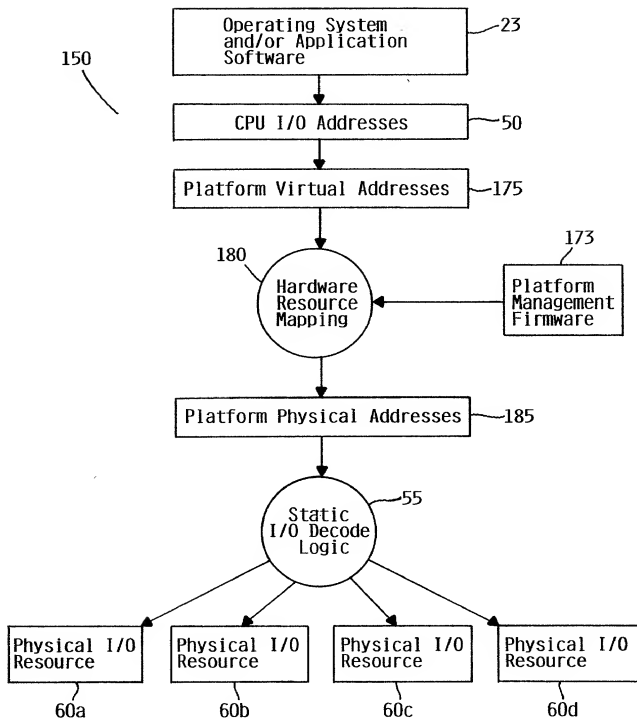 Operating System
and/or Application
Software
23
150
CPU I/O Addresses
50
Platform Virtual Addresses
175
180
Hardware
Resource
Mapping
173
Platform
Management
Firmware
Platform Physical Addresses
185
Static
I/O Decode
Logic
55
Physical I/O
Resource
Physical I/O
Resource
Physical I/O
Resource
Physical I/O
Resource
60a
60b
60c
60d